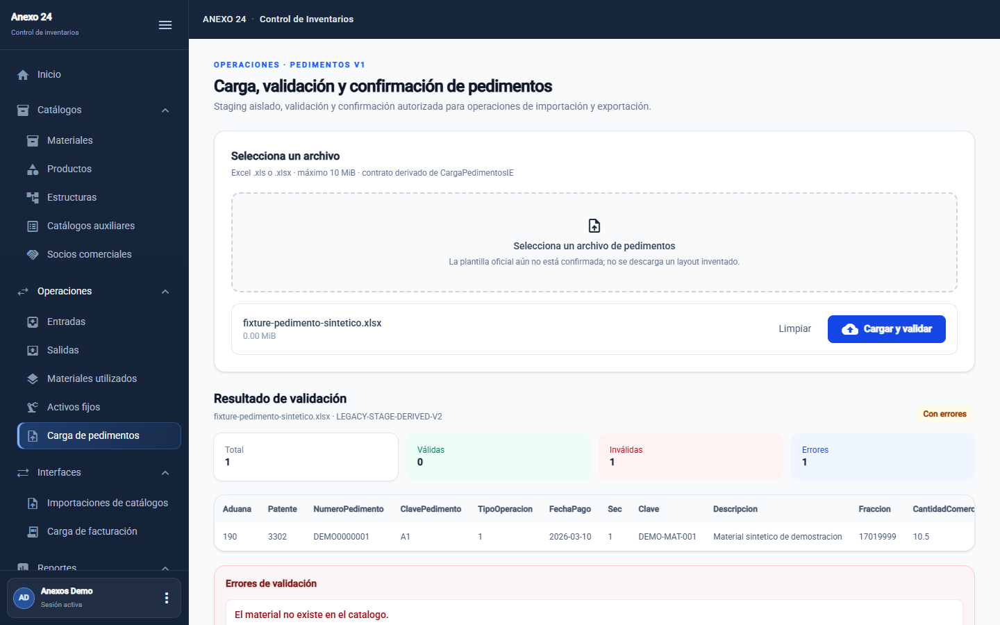 Anexo 24
Control de inventarios
ANEXO 24 · Control de Inventarios
Inicio
Catálogos
Materiales
Productos
Estructuras
Catálogos auxiliares
Socios comerciales
Operaciones
Entradas
Salidas
Materiales utilizados
Activos fijos
Carga de pedimentos
Interfaces
Importaciones de catálogos
Carga de facturación
Reportes
AD
Anexos Demo
Sesión activa
OPERACIONES · PEDIMENTOS V1
Carga, validación y confirmación de pedimentos
Staging aislado, validación y confirmación autorizada para operaciones de importación y exportación.
Selecciona un archivo
Excel .xls o .xlsx · máximo 10 MiB · contrato derivado de CargaPedimentosIE
Selecciona un archivo de pedimentos
La plantilla oficial aún no está confirmada; no se descarga un layout inventado.
fixture-pedimento-sintetico.xlsx
0.00 MiB
Limpiar
Cargar y validar
Resultado de validación
fixture-pedimento-sintetico.xlsx · LEGACY-STAGE-DERIVED-V2
Con errores
Total
1
Válidas
0
Inválidas
1
Errores
1
Aduana Patente NumeroPedimento ClavePedimento TipoOperacion FechaPago Sec Clave Descripcion Fraccion CantidadComerc
190 3302 DEMO0000001 A1 1 2026-03-10 1 DEMO-MAT-001 Material sintetico de demostracion 17019999 10.5
Errores de validación
El material no existe en el catalogo.